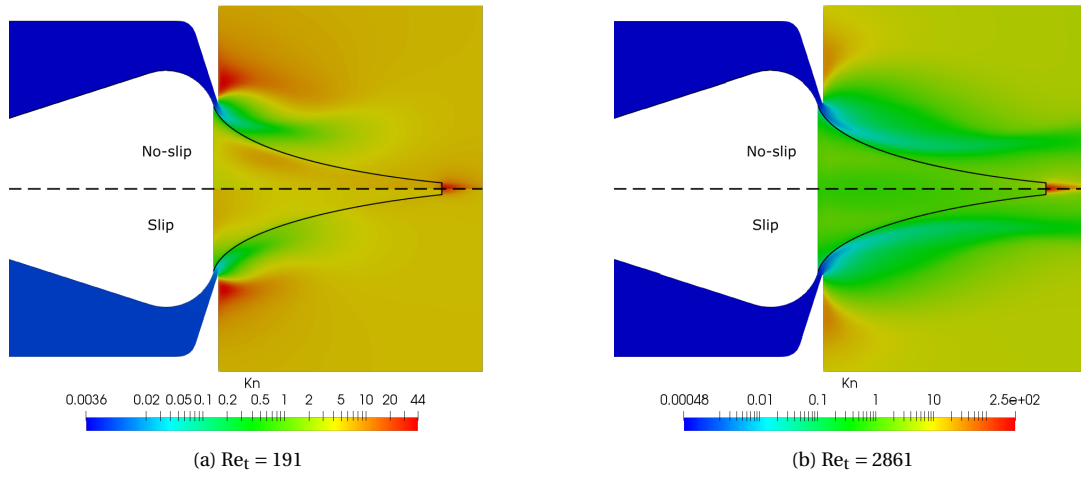 No-slip
Slip
Kn
0.0036 0.02 0.05 0.1 0.2 0.5 1 2 5 10 20 44
(a) Reₜ = 191
No-slip
Slip
Kn
0.00048 0.01 0.1 1 10 2.5e+02
(b) Reₜ = 2861